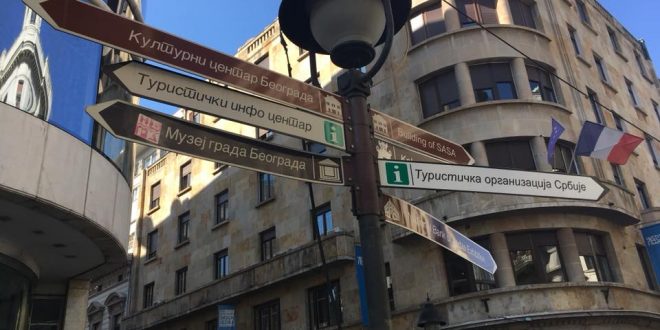 Културни центар Београда
Туристички инфо центар i
Музеј града Београда
Building of SASA
i Туристичка организација Србије